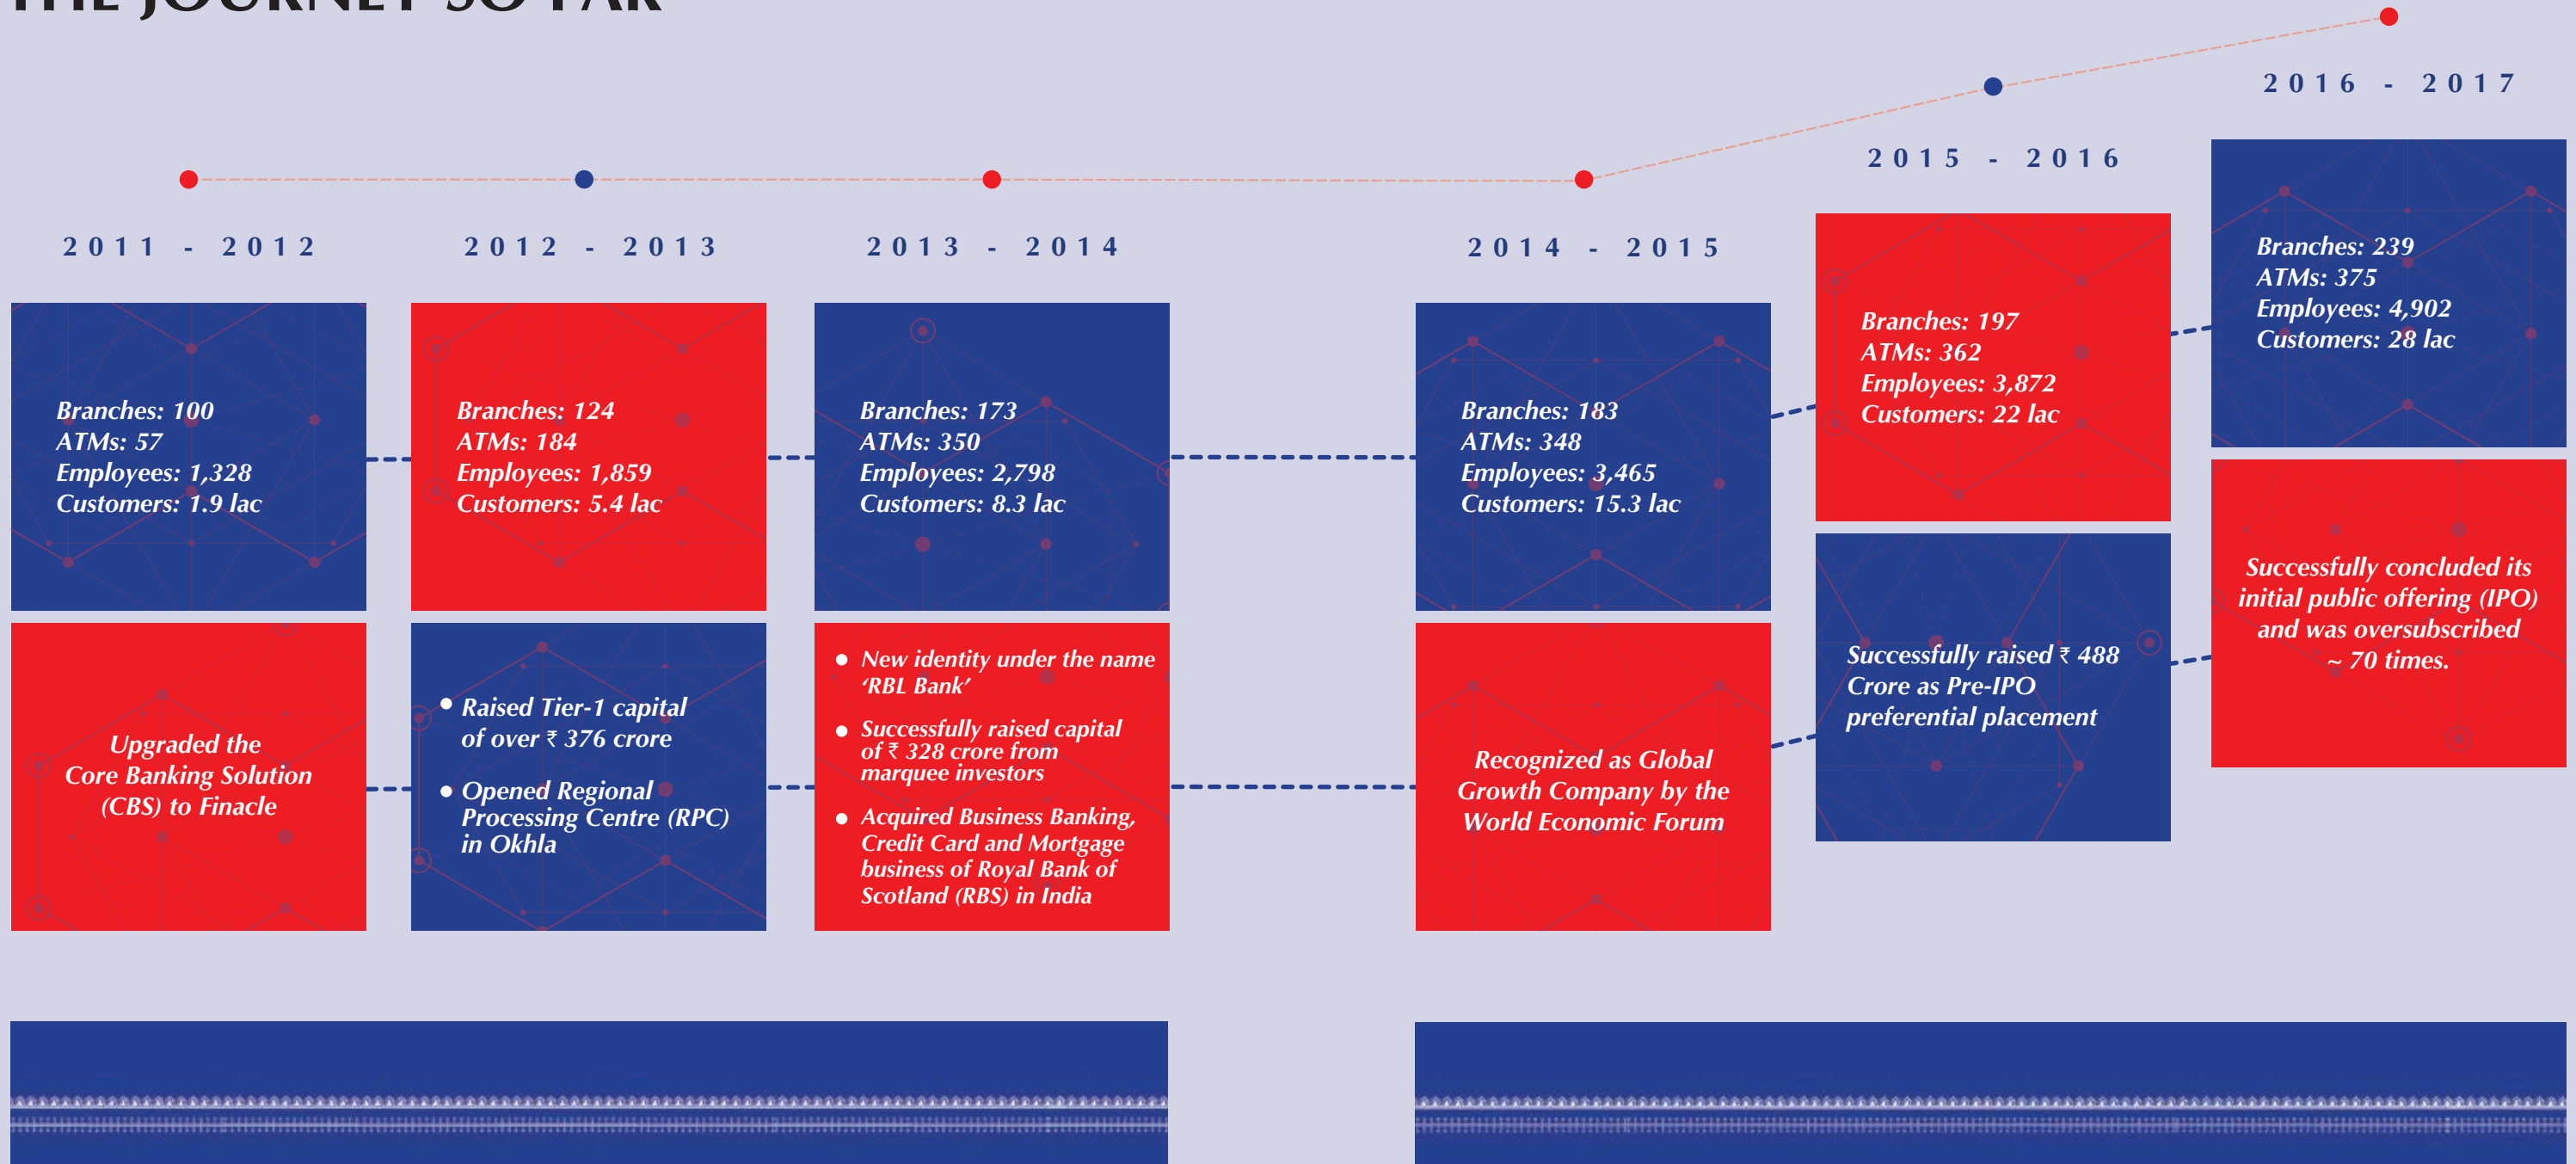 THE JOURNEY SO FAR
2011 - 2012
Branches: 100
ATMs: 57
Employees: 1,328
Customers: 1.9 lac
Upgraded the
Core Banking Solution
(CBS) to Finacle
2012 - 2013
Branches: 124
ATMs: 184
Employees: 1,859
Customers: 5.4 lac
• Raised Tier-1 capital
of over ₹ 376 crore
• Opened Regional
Processing Centre (RPC)
in Okhla
2013 - 2014
Branches: 173
ATMs: 350
Employees: 2,798
Customers: 8.3 lac
• New identity under the name
‘RBL Bank’
• Successfully raised capital
of ₹ 328 crore from
marquee investors
• Acquired Business Banking,
Credit Card and Mortgage
business of Royal Bank of
Scotland (RBS) in India
2014 - 2015
Branches: 183
ATMs: 348
Employees: 3,465
Customers: 15.3 lac
Recognized as Global
Growth Company by the
World Economic Forum
2015 - 2016
Branches: 197
ATMs: 362
Employees: 3,872
Customers: 22 lac
Successfully raised ₹ 488
Crore as Pre-IPO
preferential placement
2016 - 2017
Branches: 239
ATMs: 375
Employees: 4,902
Customers: 28 lac
Successfully concluded its
initial public offering (IPO)
and was oversubscribed
~ 70 times.